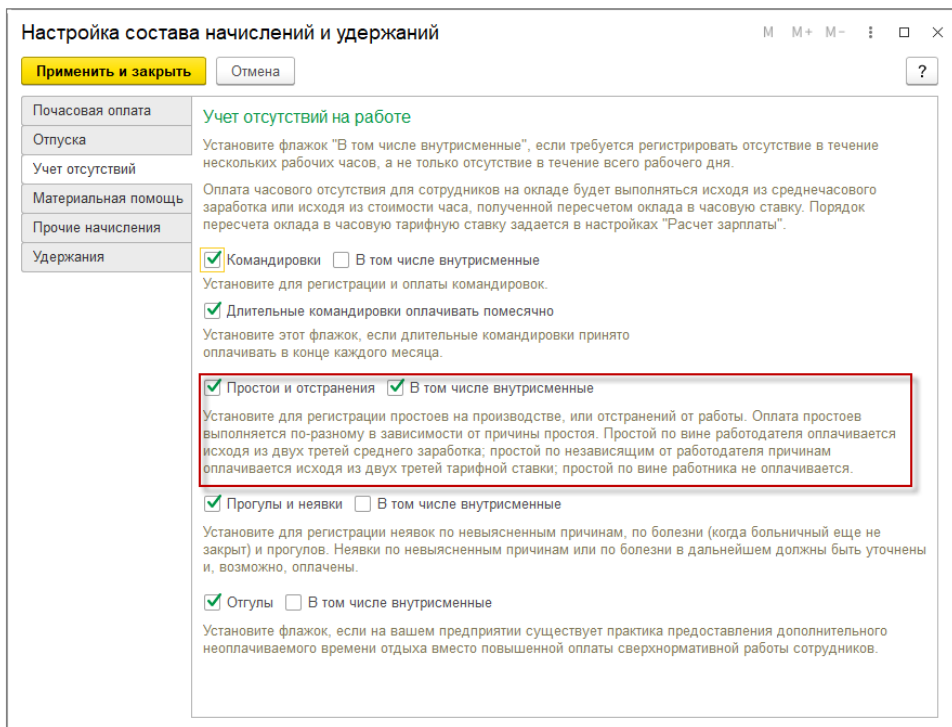 Настройка состава начислений и удержаний
M M+ M-
Применить и закрыть
Отмена
?
Почасовая оплата
Отпуска
Учет отсутствий
Материальная помощь
Прочие начисления
Удержания
Учет отсутствий на работе
Установите флажок "В том числе внутрисменные", если требуется регистрировать отсутствие в течение
нескольких рабочих часов, а не только отсутствие в течение всего рабочего дня.
Оплата часового отсутствия для сотрудников на окладе будет выполняться исходя из среднечасового
заработка или исходя из стоимости часа, полученной пересчетом оклада в часовую ставку. Порядок
пересчета оклада в часовую тарифную ставку задается в настройках "Расчет зарплаты".
Командировки В том числе внутрисменные
Установите для регистрации и оплаты командировок.
Длительные командировки оплачивать помесячно
Установите этот флажок, если длительные командировки принято
оплачивать в конце каждого месяца.
Простои и отстранения В том числе внутрисменные
Установите для регистрации простоев на производстве, или отстранений от работы. Оплата простоев
выполняется по-разному в зависимости от причины простоя. Простой по вине работодателя оплачивается
исходя из двух третей среднего заработка; простой по независящим от работодателя причинам
оплачивается исходя из двух третей тарифной ставки; простой по вине работника не оплачивается.
Прогулы и неявки В том числе внутрисменные
Установите для регистрации неявок по невыясненным причинам, по болезни (когда больничный еще не
закрыт) и прогулов. Неявки по невыясненным причинам или по болезни в дальнейшем должны быть уточнены
и, возможно, оплачены.
Отгулы В том числе внутрисменные
Установите флажок, если на вашем предприятии существует практика предоставления дополнительного
неоплачиваемого времени отдыха вместо повышенной оплаты сверхнормативной работы сотрудников.